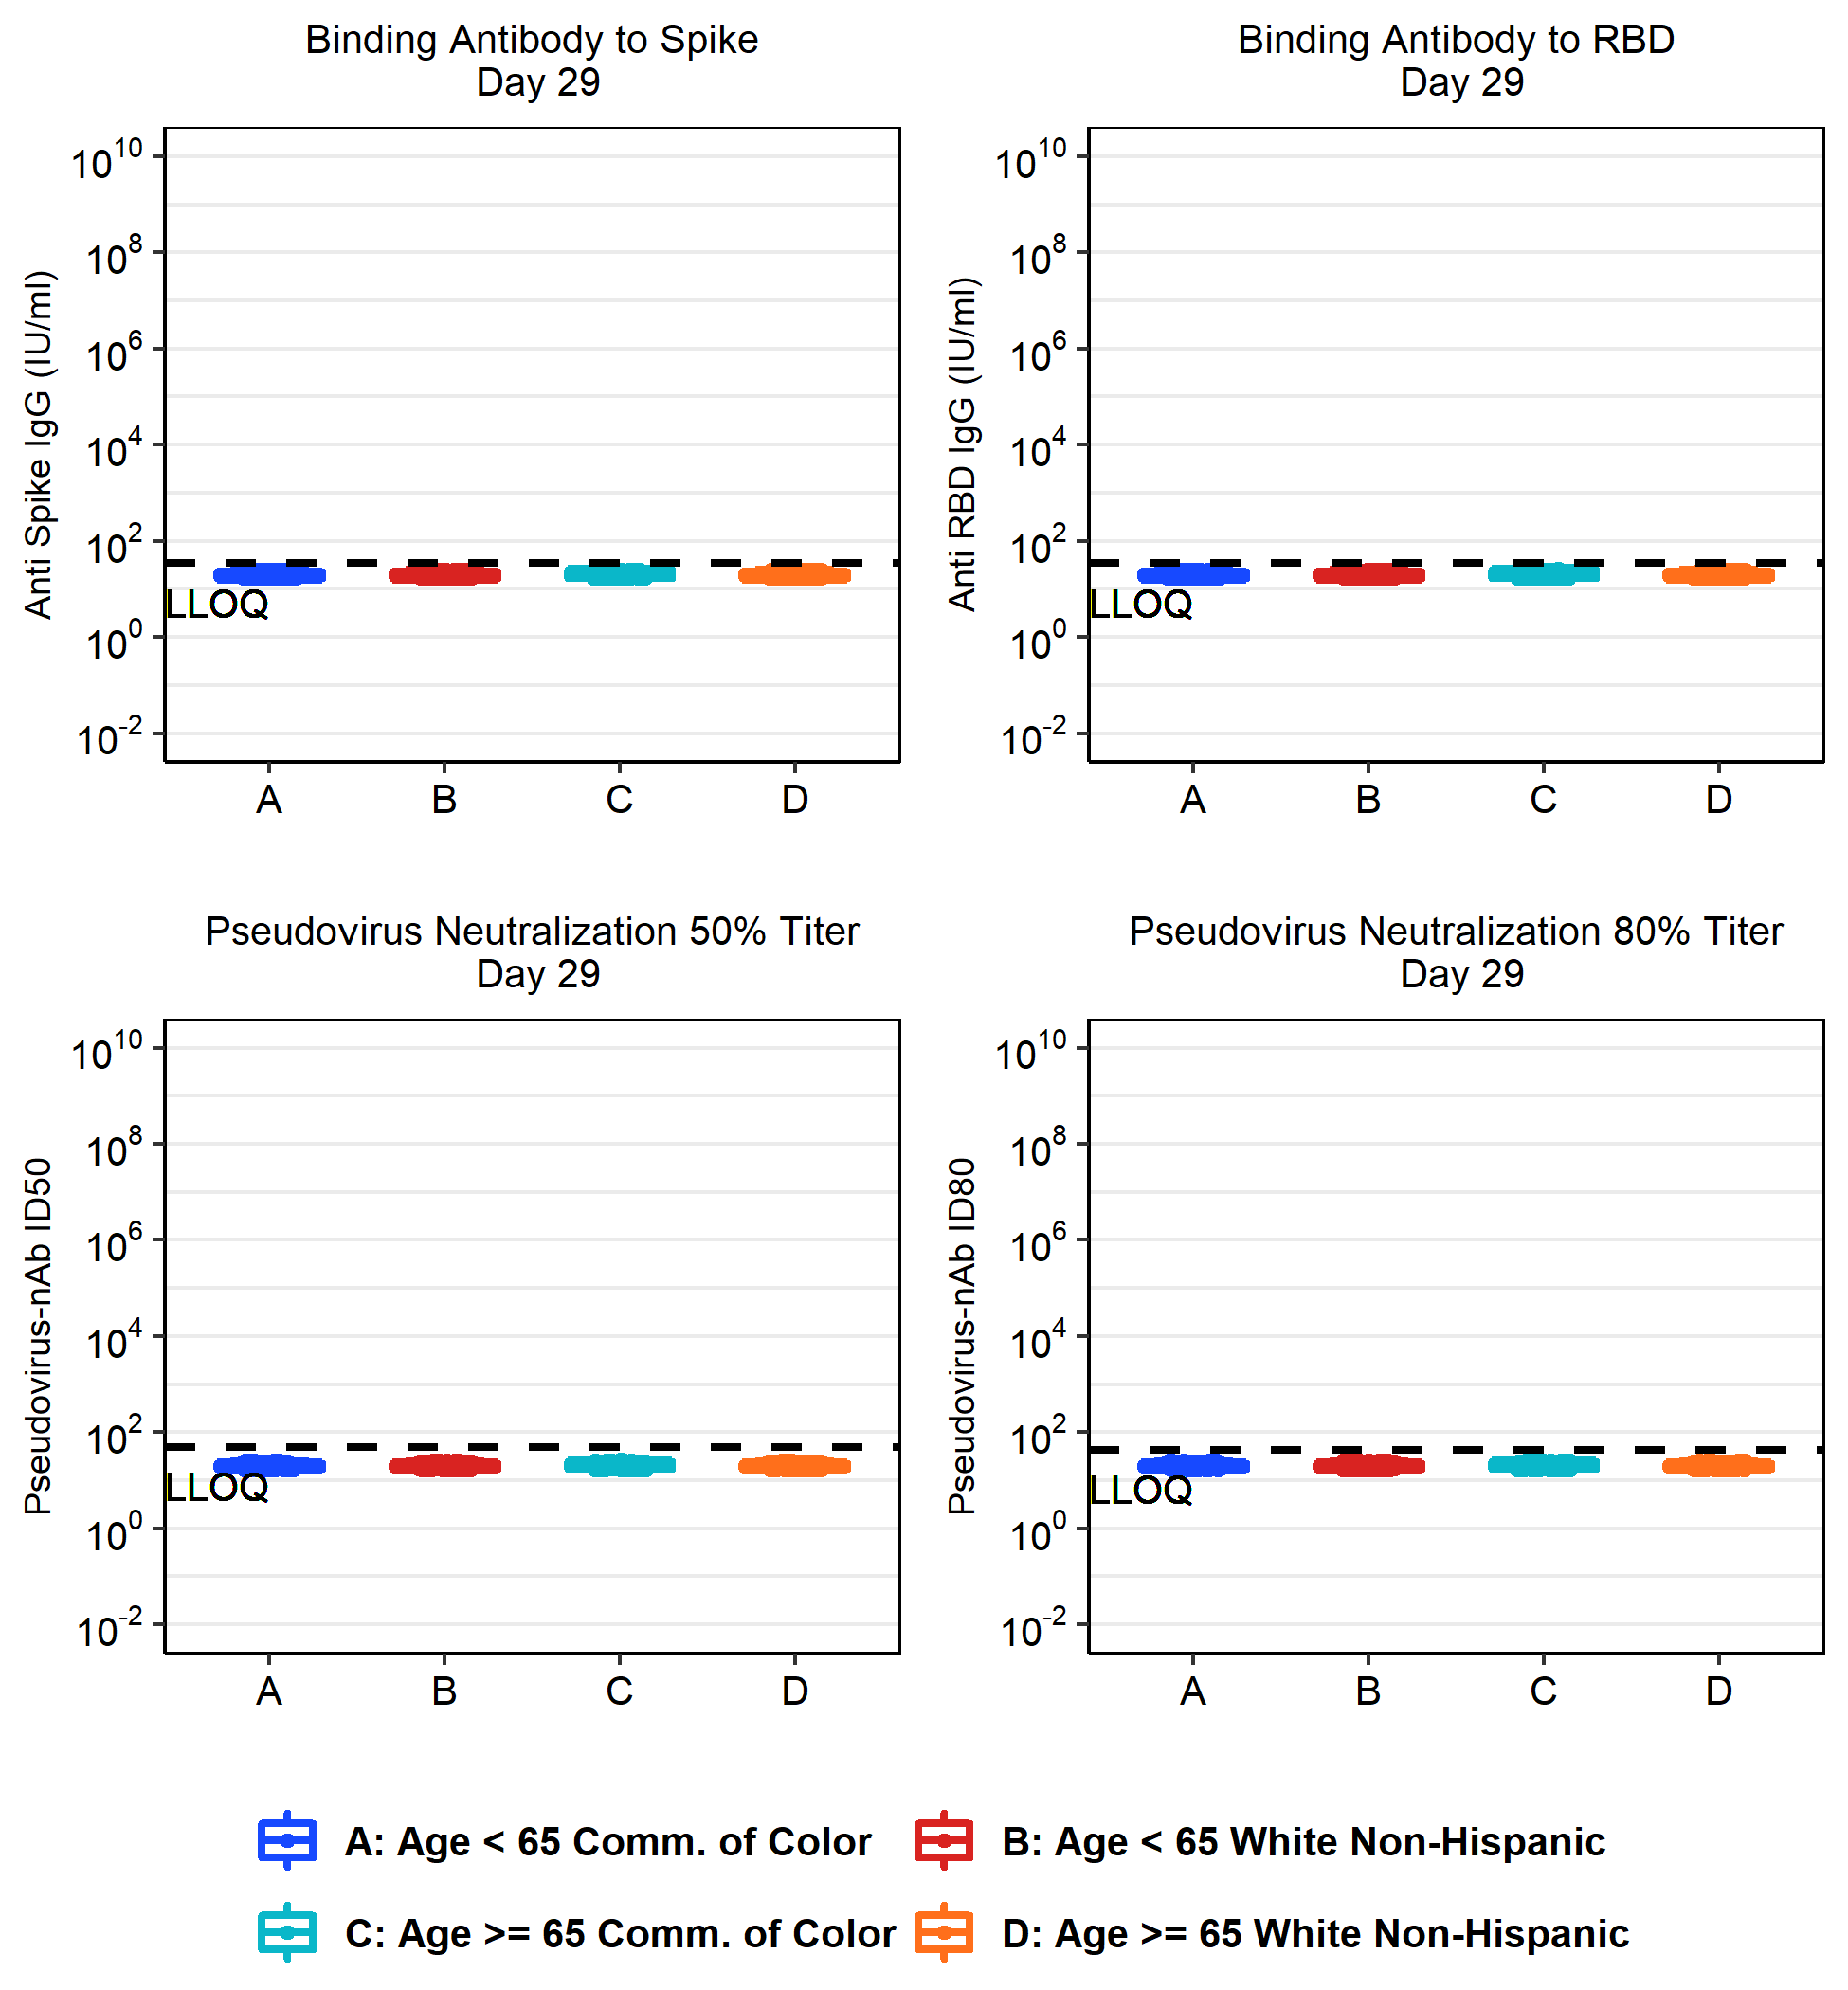 Binding Antibody to Spike
Day 29
Anti Spike IgG (IU/ml)
10^10
10^8
10^6
10^4
10^2
10^0
10^-2
LLOQ
A B C D
Binding Antibody to RBD
Day 29
Anti RBD IgG (IU/ml)
10^10
10^8
10^6
10^4
10^2
10^0
10^-2
LLOQ
A B C D
Pseudovirus Neutralization 50% Titer
Day 29
Pseudovirus-nAb ID50
10^10
10^8
10^6
10^4
10^2
10^0
10^-2
LLOQ
A B C D
Pseudovirus Neutralization 80% Titer
Day 29
Pseudovirus-nAb ID80
10^10
10^8
10^6
10^4
10^2
10^0
10^-2
LLOQ
A B C D
A: Age < 65 Comm. of Color
B: Age < 65 White Non-Hispanic
C: Age >= 65 Comm. of Color
D: Age >= 65 White Non-Hispanic